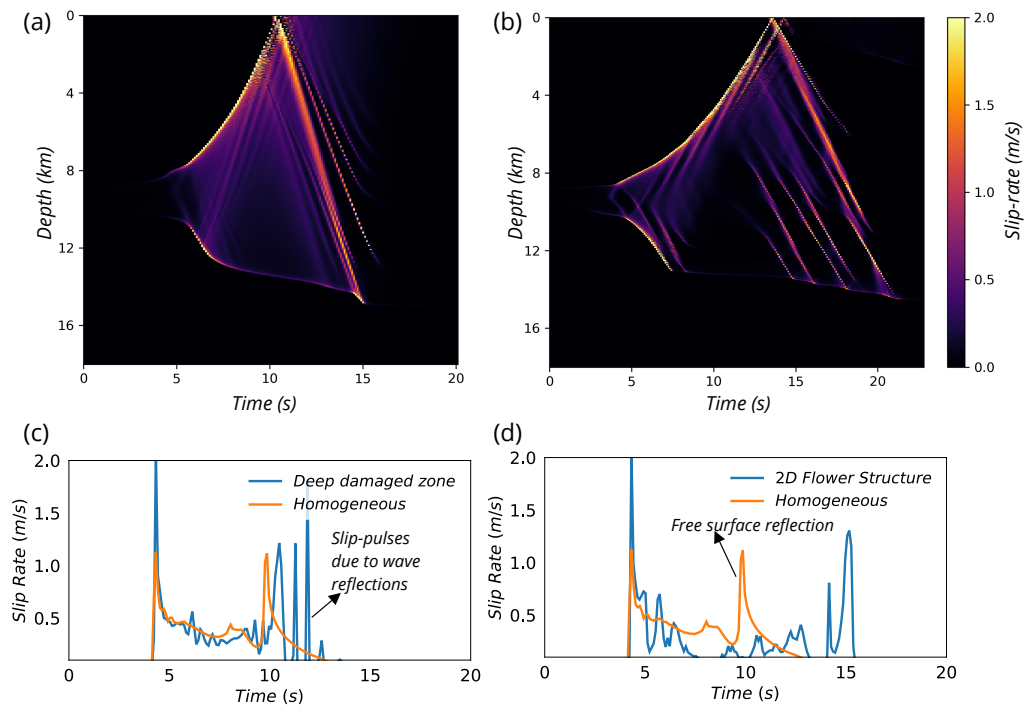 (a)
0
4
8
12
16
Depth (km)
0
5
10
15
20
Time (s)
(b)
0
4
8
12
16
Depth (km)
0
5
10
15
20
Time (s)
2.0
1.5
1.0
0.5
0.0
Slip-rate (m/s)
(c)
2.0
1.5
1.0
0.5
Slip Rate (m/s)
Deep damaged zone
Homogeneous
Slip-pulses
due to wave
reflections
0
5
10
15
20
Time (s)
(d)
2.0
1.5
1.0
0.5
Slip Rate (m/s)
2D Flower Structure
Homogeneous
Free surface reflection
0
5
10
15
20
Time (s)